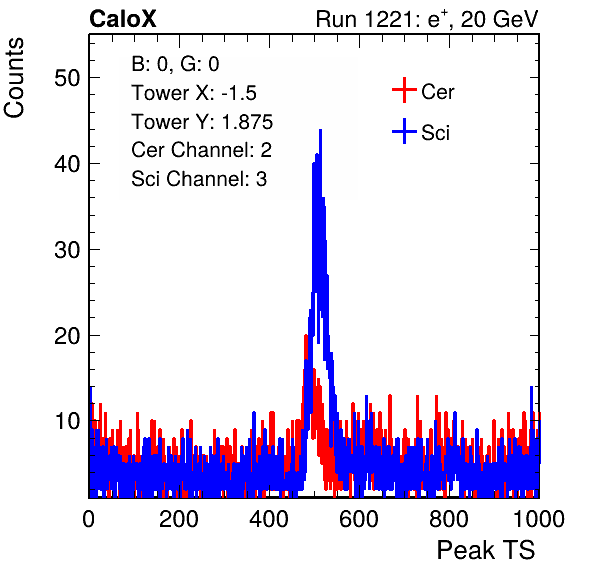 CaloX
Run 1221: e+, 20 GeV
Counts
B: 0, G: 0
Tower X: -1.5
Tower Y: 1.875
Cer Channel: 2
Sci Channel: 3
Cer
Sci
50
40
30
20
10
0 200 400 600 800 1000
Peak TS